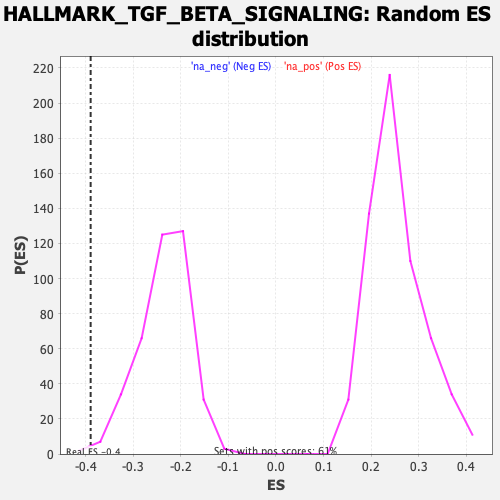 HALLMARK_TGF_BETA_SIGNALING: Random ES
distribution
'na_neg' (Neg ES) 'na_pos' (Pos ES)
220
200
180
160
140
120
100
80
60
40
20
0
P(ES)
Real ES -0.4
Sets with pos scores: 61%
-0.4 -0.3 -0.2 -0.1 0.0 0.1 0.2 0.3 0.4
ES